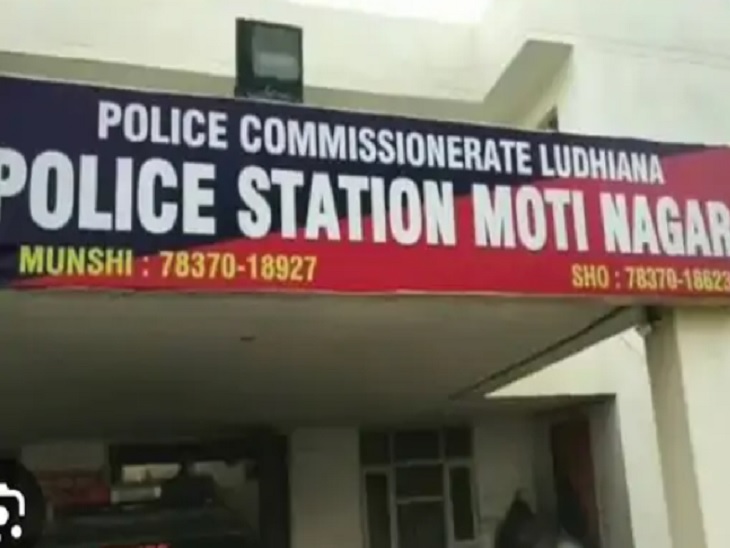 POLICE COMMISSIONERATE LUDHIANA
POLICE STATION MOTI NAGAR
MUNSHI : 78370-18927
SHO : 78370-18623